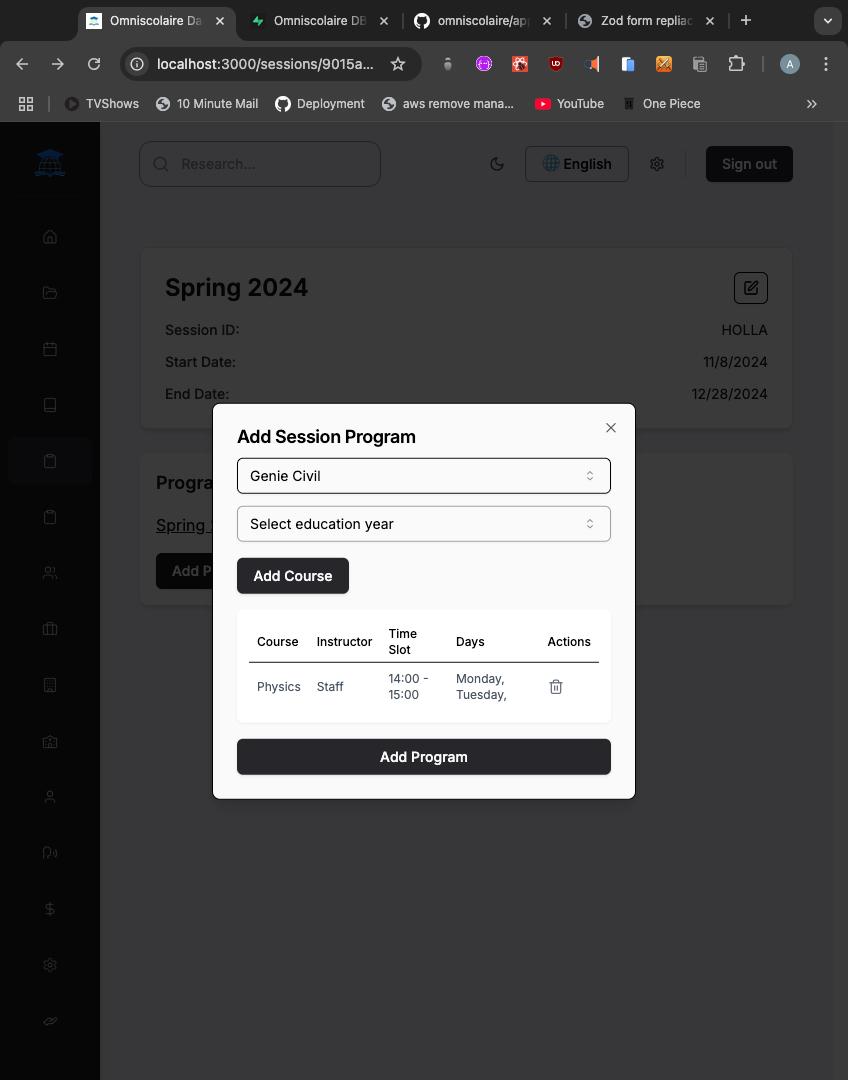 Omniscolaire Da
Omniscolaire DB
omniscolaire/app
Zod form repliac
localhost:3000/sessions/9015a...
A
TVShows
10 Minute Mail
Deployment
aws remove mana...
YouTube
One Piece
Research...
English
Sign out
Spring 2024
Session ID:
HOLLA
Start Date:
11/8/2024
End Date:
12/28/2024
Progra
Spring
Add P
Add Session Program
Genie Civil
Select education year
Add Course
Course Instructor Time Slot Days Actions
Physics Staff 14:00 - 15:00 Monday, Tuesday,
Add Program